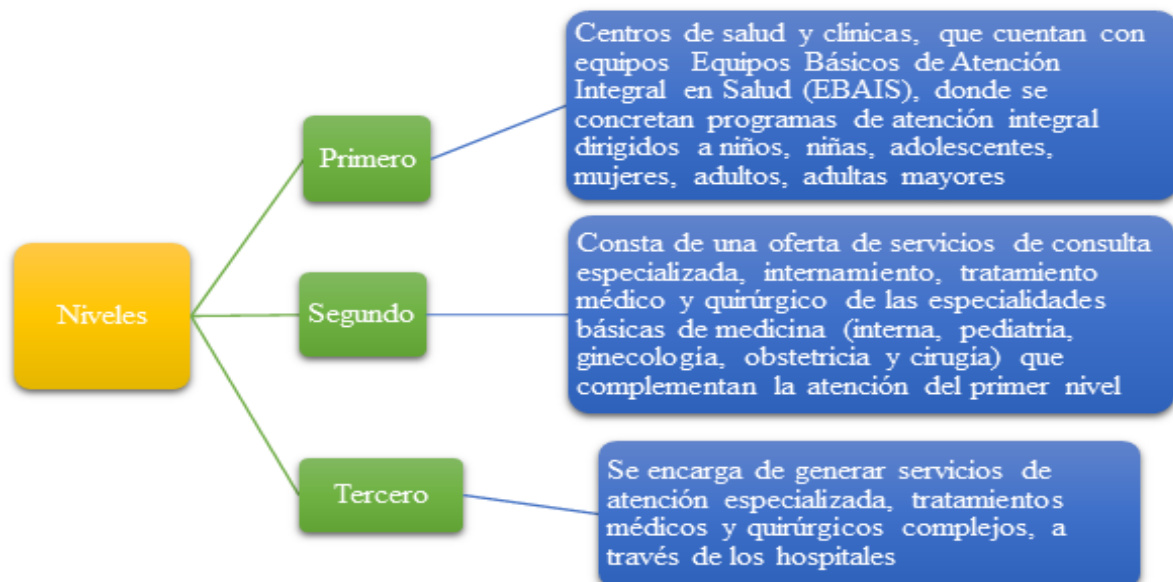 Niveles
Primero
Centros de salud y clínicas, que cuentan con
equipos Equipos Básicos de Atención
Integral en Salud (EBAIS), donde se
concretan programas de atención integral
dirigidos a niños, niñas, adolescentes,
mujeres, adultos, adultas mayores
Segundo
Consta de una oferta de servicios de consulta
especializada, internamiento, tratamiento
médico y quirúrgico de las especialidades
básicas de medicina (interna, pediatría,
ginecología, obstetricia y cirugía) que
complementan la atención del primer nivel
Tercero
Se encarga de generar servicios de
atención especializada, tratamientos
médicos y quirúrgicos complejos, a
través de los hospitales